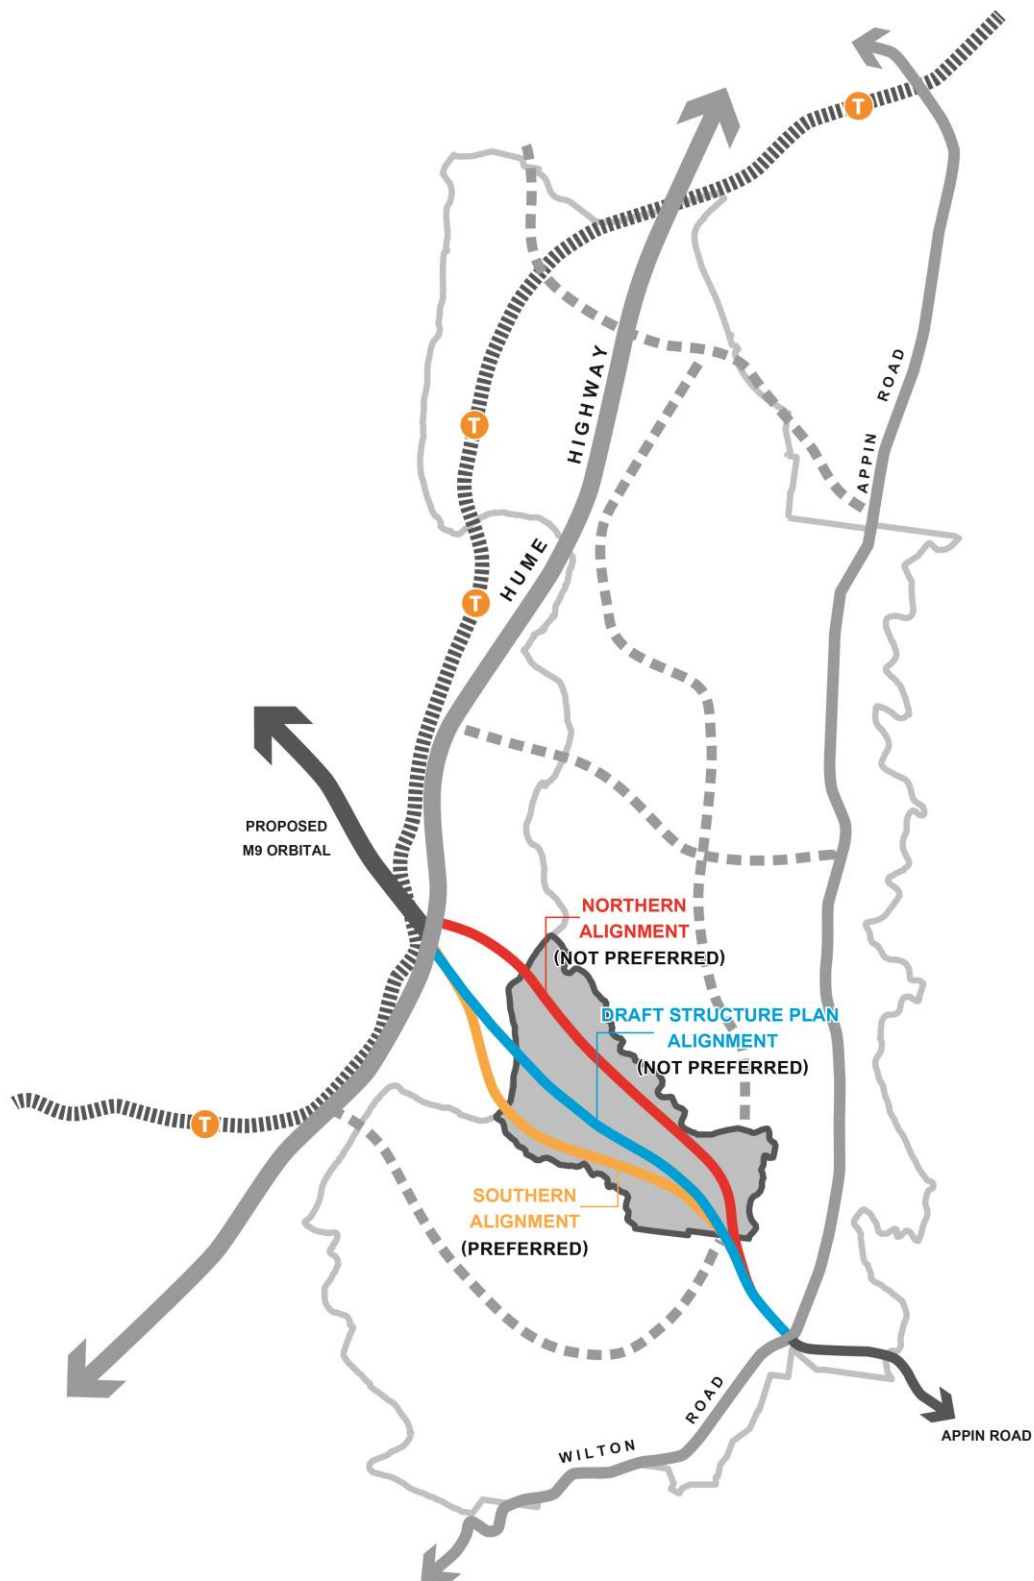 T
APPIN ROAD
HUME HIGHWAY
T
T
PROPOSED
M9 ORBITAL
NORTHERN
ALIGNMENT
(NOT PREFERRED)
DRAFT STRUCTURE PLAN
ALIGNMENT
(NOT PREFERRED)
T
SOUTHERN
ALIGNMENT
(PREFERRED)
WILTON ROAD
APPIN ROAD